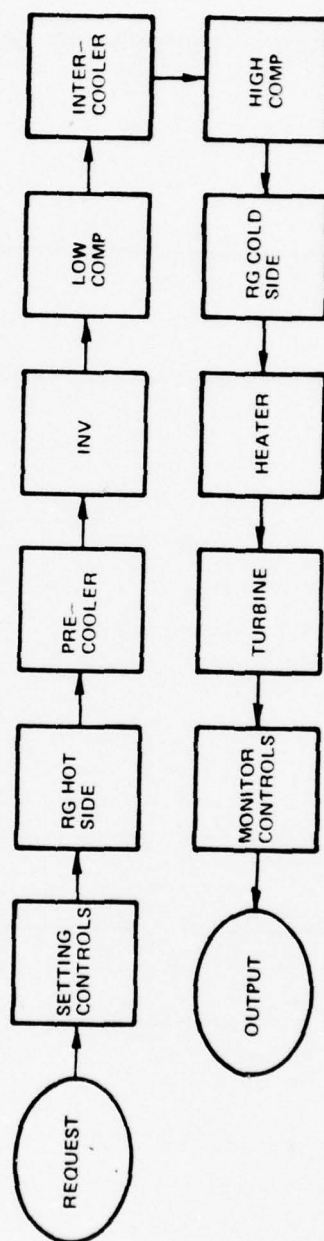 REQUEST
SETTING
CONTROLS
RG HOT
SIDE
PRE-
COOLER
INV
LOW
COMP
INTER-
COOLER
HIGH
COMP
RG COLD
SIDE
HEATER
TURBINE
MONITOR
CONTROLS
OUTPUT